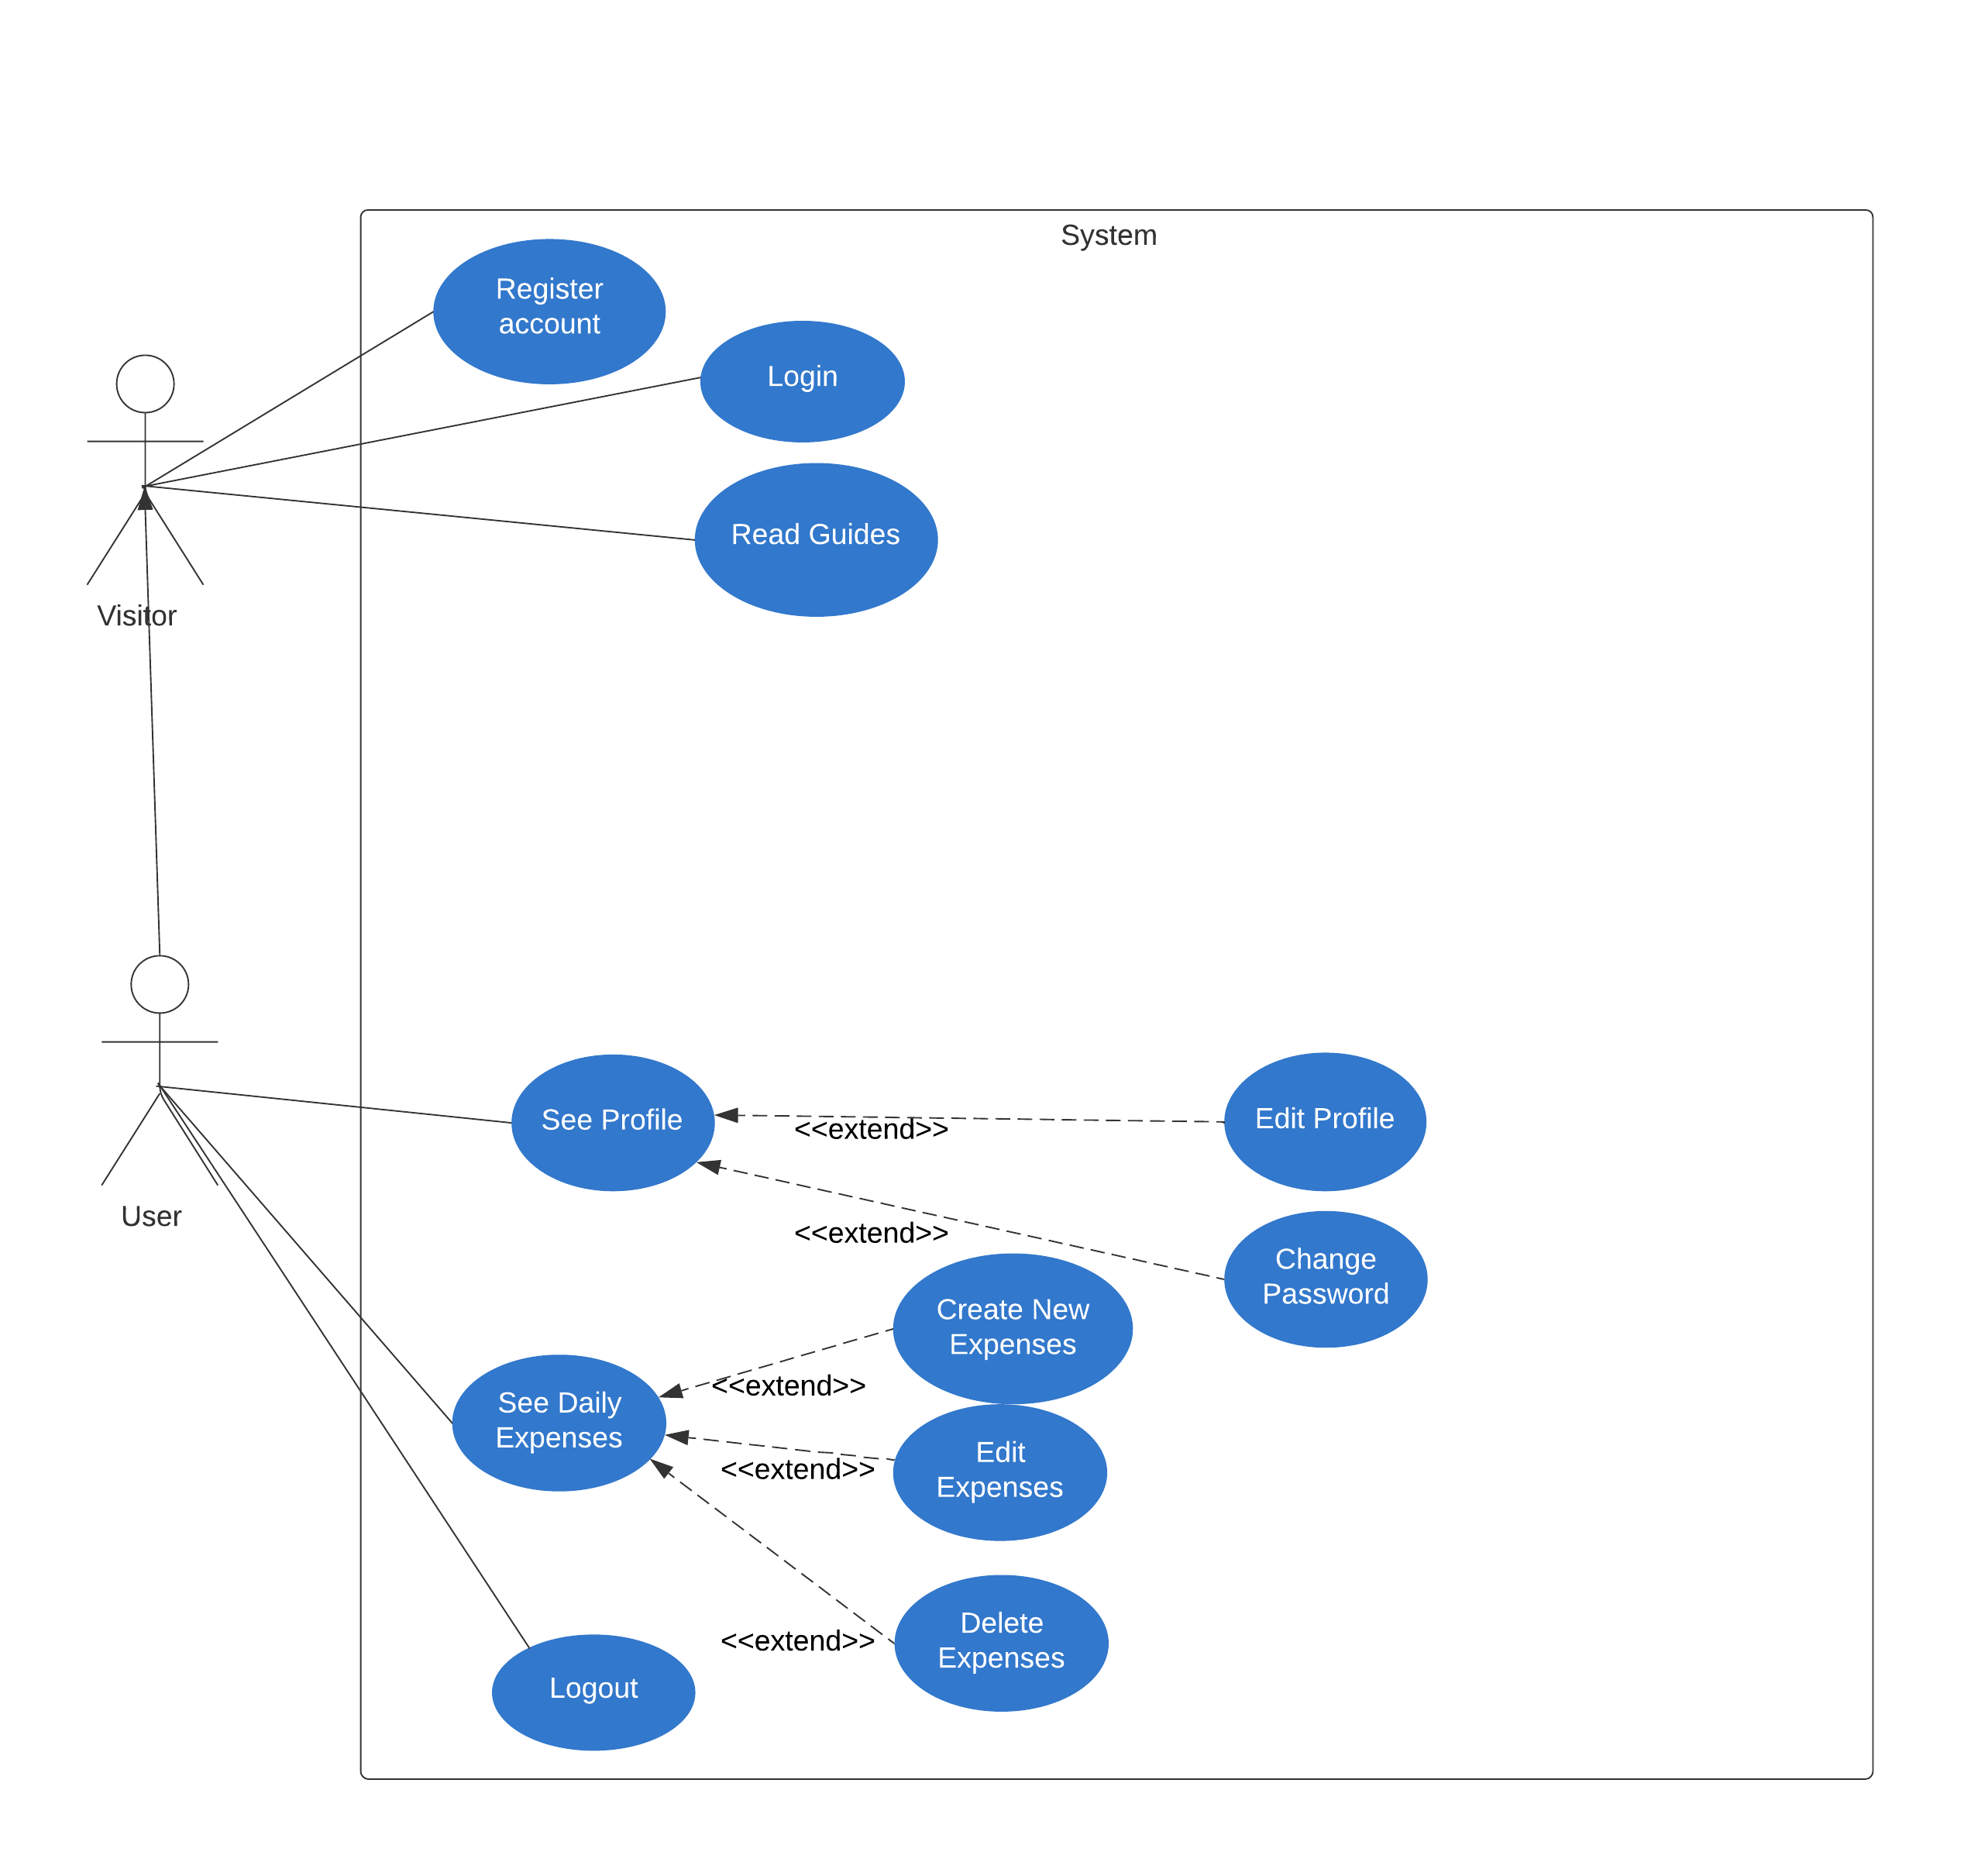 System
Register
account
Login
Read Guides
Visitor
See Profile
<<extend>>
Edit Profile
User
<<extend>>
Change
Password
Create New
Expenses
<<extend>>
See Daily
Expenses
Edit
Expenses
<<extend>>
Delete
Expenses
<<extend>>
Logout